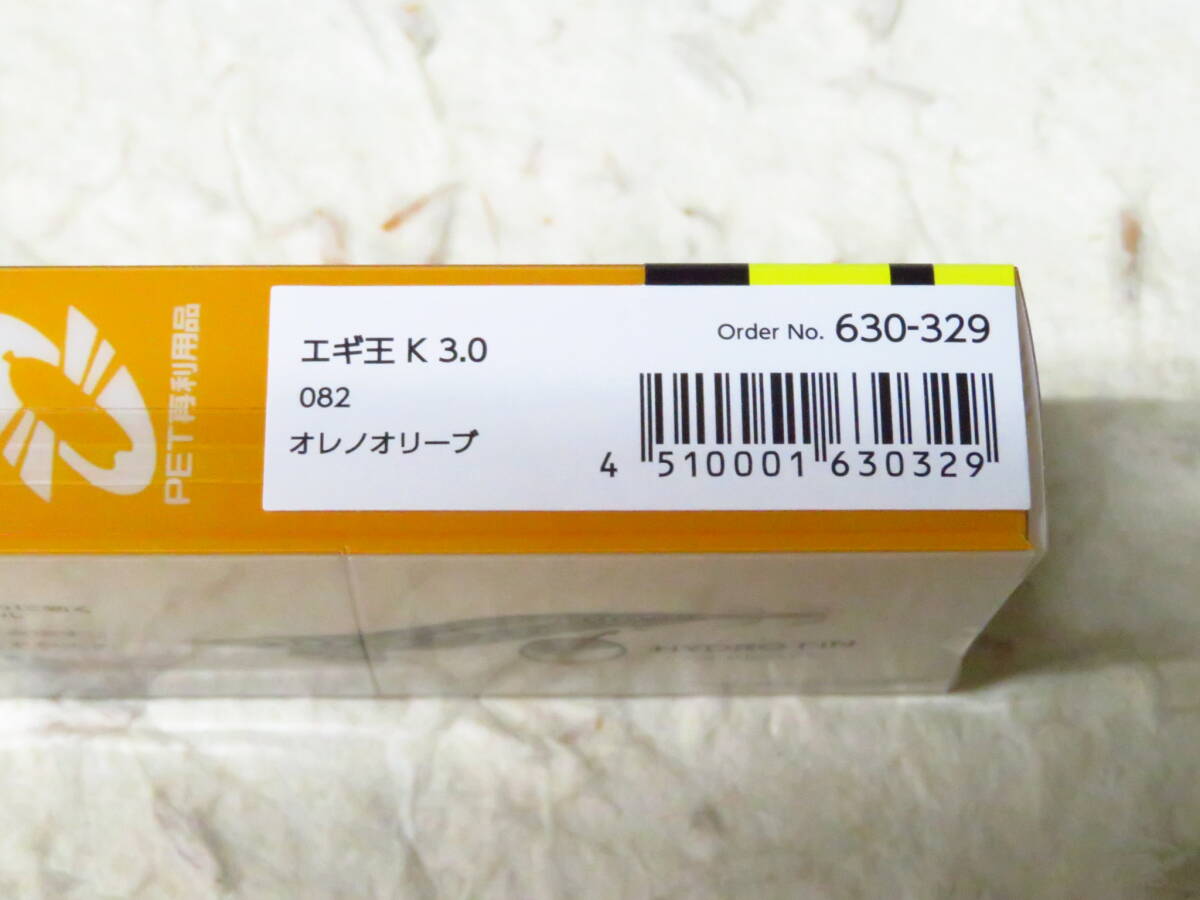 PET再利用品
エギ王 K 3.0
082
オレノオリーブ
Order No. 630-329
4 510001 630329